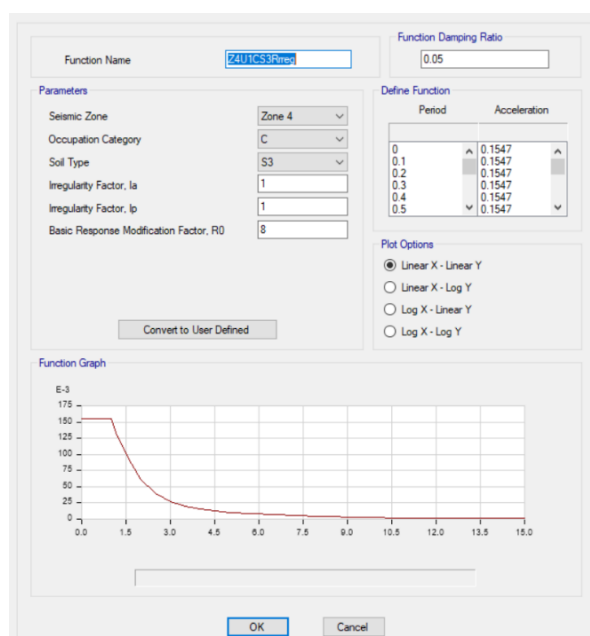 Function Damping Ratio
Function Name
Z4U1CS3Rrreg
0.05
Parameters
Seismic Zone
Zone 4
Occupation Category
C
Soil Type
S3
Irregularity Factor, Ia
1
Irregularity Factor, Ip
1
Basic Response Modification Factor, R0
8
Convert to User Defined
Define Function
Period Acceleration
0 0.1547
0.1 0.1547
0.2 0.1547
0.3 0.1547
0.4 0.1547
0.5 0.1547
Plot Options
Linear X - Linear Y
Linear X - Log Y
Log X - Linear Y
Log X - Log Y
Function Graph
E-3
175
150
125
100
75
50
25
0
0.0 1.5 3.0 4.5 6.0 7.5 9.0 10.5 12.0 13.5 15.0
OK Cancel